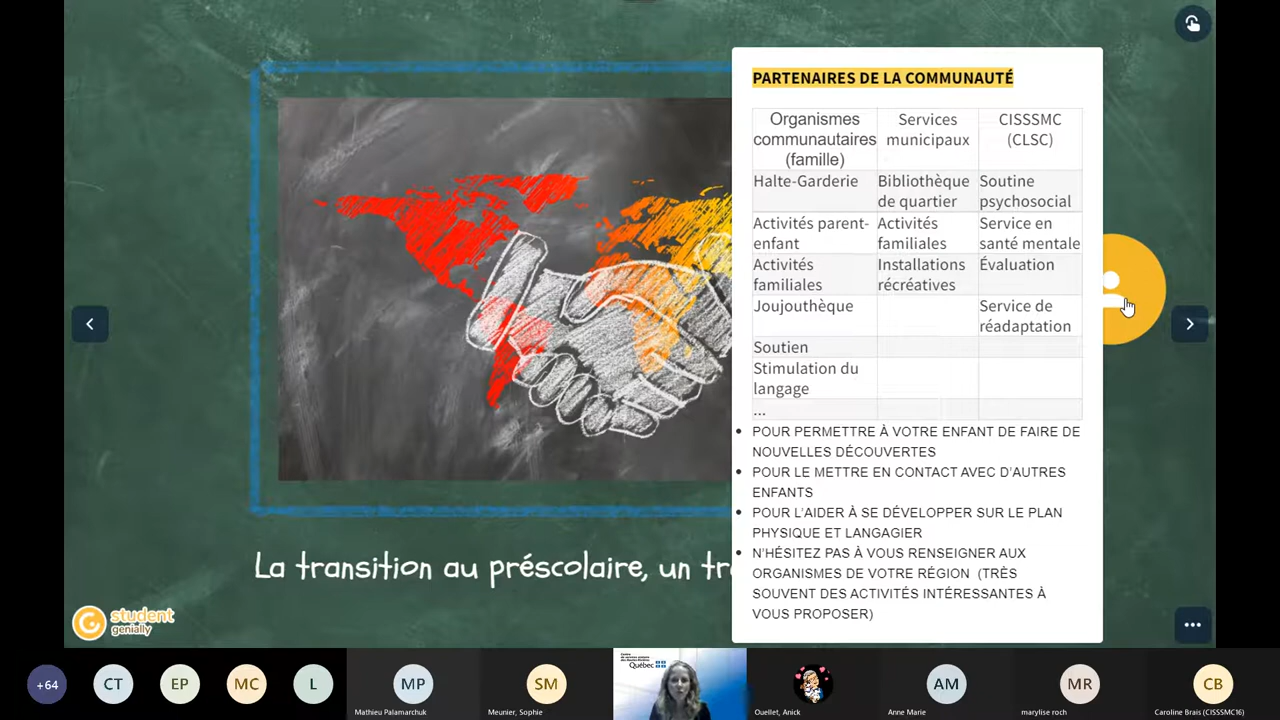 PARTENAIRES DE LA COMMUNAUTÉ
Organismes communautaires (famille)
Services municipaux
CISSSMC (CLSC)
Halte-Garderie
Bibliothèque de quartier
Soutine psychosocial
Activités parent-enfant
Activités familiales
Service en santé mentale
Activités familiales
Installations récréatives
Évaluation
Joujouthèque
Service de réadaptation
Soutien
Stimulation du langage
...
POUR PERMETTRE À VOTRE ENFANT DE FAIRE DE
NOUVELLES DÉCOUVERTES
POUR LE METTRE EN CONTACT AVEC D'AUTRES
ENFANTS
POUR L'AIDER À SE DÉVELOPPER SUR LE PLAN
PHYSIQUE ET LANGAGIER
N'HÉSITEZ PAS À VOUS RENSEIGNER AUX
ORGANISMES DE VOTRE RÉGION (TRÈS
SOUVENT DES ACTIVITÉS INTÉRESSANTES À
VOUS PROPOSER)
La transition au préscolaire, un
student
genially
Québec
+64
CT
EP
MC
L
MP
SM
AM
MR
CB
Mathieu Palamarchuk
Meunier, Sophie
Ouellet, Anick
Anne Marie
marylise roch
Caroline Brais (CISSSMC16)